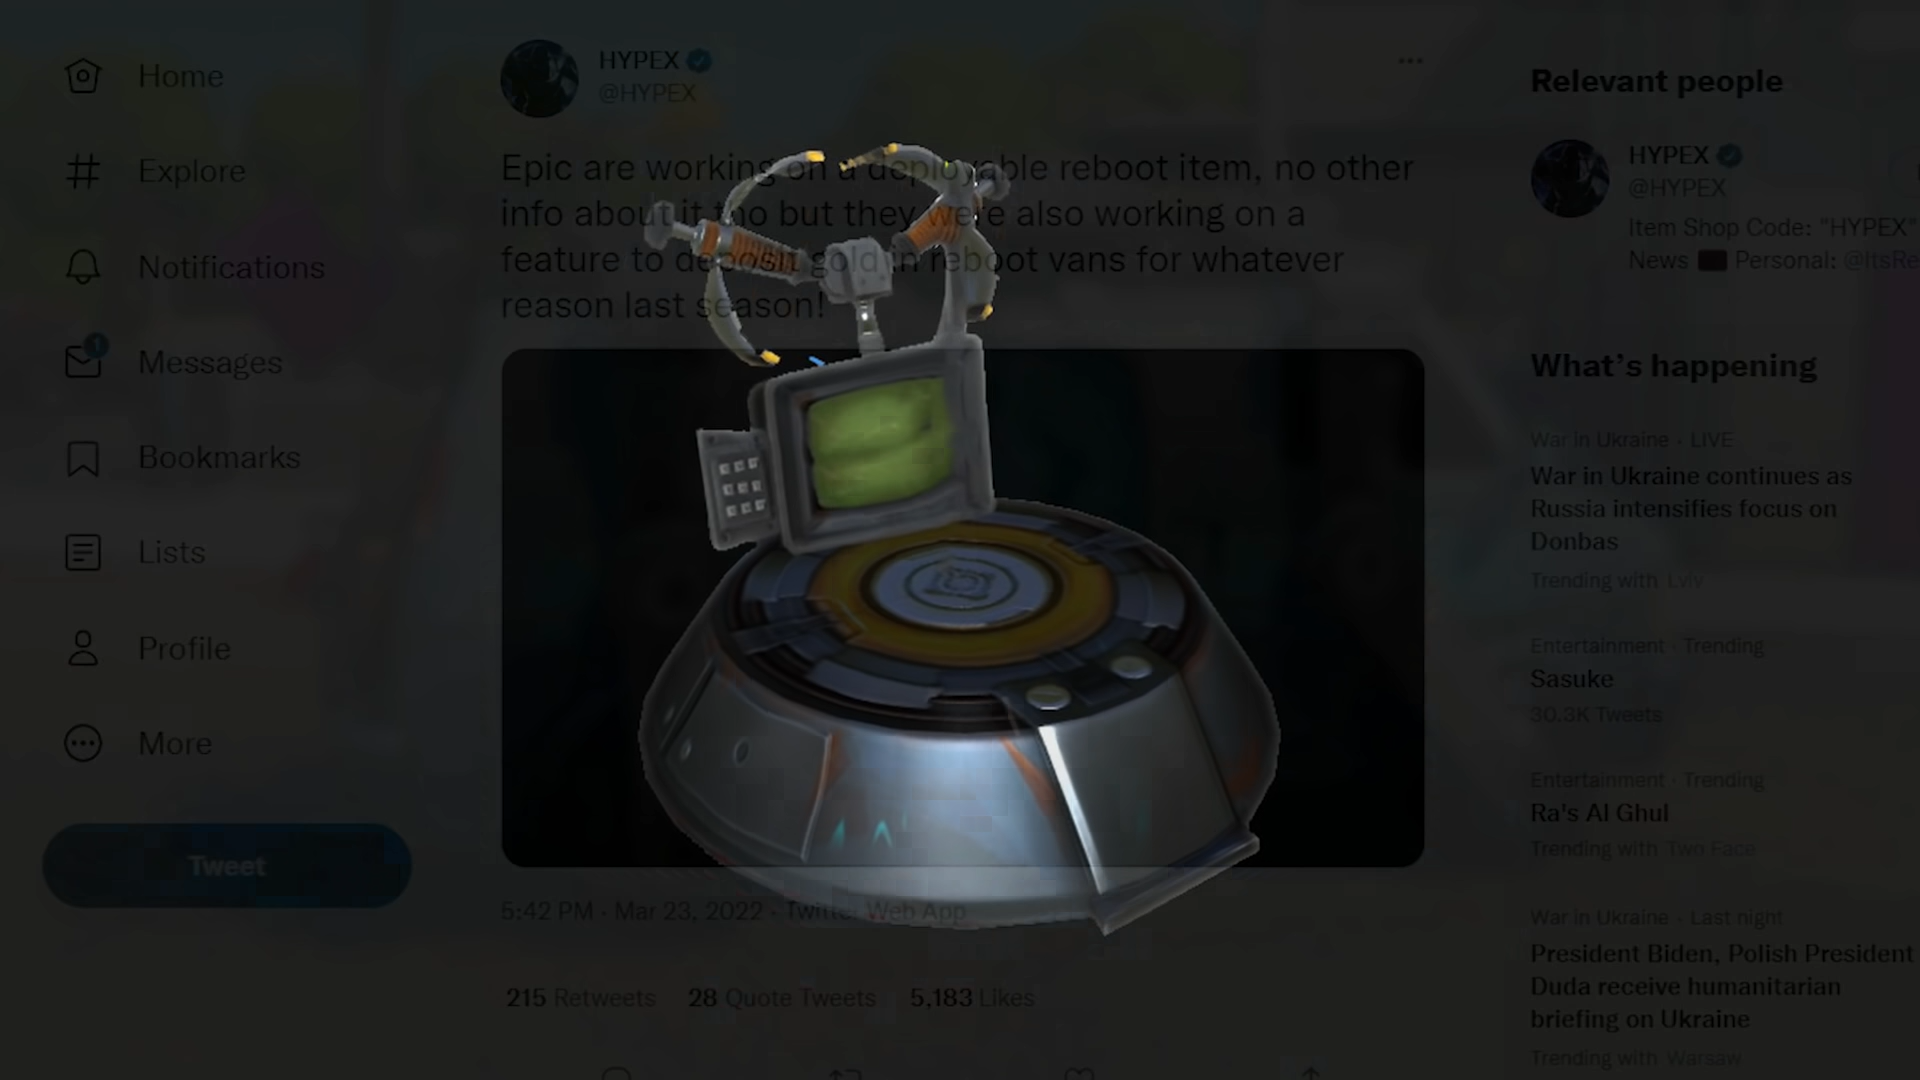 Home
Explore
Notifications
1
Messages
Bookmarks
Lists
Profile
More
Tweet
HYPEX
@HYPEX
Epic are working on a deployable reboot item, no other
info about it tho but they were also working on a
feature to deposit gold in reboot vans for whatever
reason last season!
5:42 PM · Mar 23, 2022 · Twitter Web App
215 Retweets 28 Quote Tweets 5,183 Likes
Relevant people
HYPEX
@HYPEX
Item Shop Code: "HYPEX"
News Personal: @ItsRe
What's happening
War in Ukraine · LIVE
War in Ukraine continues as
Russia intensifies focus on
Donbas
Trending with Lviv
Entertainment · Trending
Sasuke
30.3K Tweets
Entertainment · Trending
Ra's Al Ghul
Trending with Two Face
War in Ukraine · Last night
President Biden, Polish President
Duda receive humanitarian
briefing on Ukraine
Trending with Warsaw